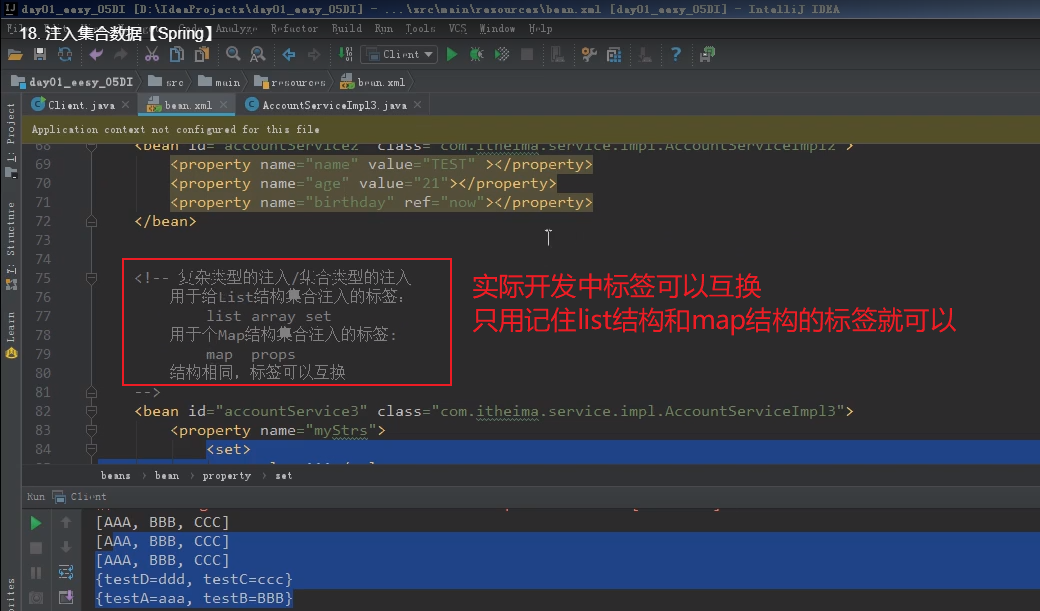 day01_eesy_05DI [D:\IdeaProjects\day01_eesy_05DI] - ...\src\main\resources\bean.xml [day01_eesy_05DI] - IntelliJ IDEA
18. 注入集合数据【Spring】
Analyze Refactor Build Run Tools VCS Window Help
Client
day01_eesy_05DI src main resources bean.xml
Client.java bean.xml AccountServiceImpl3.java
Application context not configured for this file
1: Project
7: Structure
Learn
68 <bean id="accountService2" class="com.itheima.service.impl.AccountServiceImpl2">
69 <property name="name" value="TEST" ></property>
70 <property name="age" value="21"></property>
71 <property name="birthday" ref="now"></property>
72 </bean>
73
74
75 <!-- 复杂类型的注入/集合类型的注入
76 用于给List结构集合注入的标签:
77 list array set
78 用于个Map结构集合注入的标签:
79 map props
80 结构相同，标签可以互换
81 -->
实际开发中标签可以互换
只用记住list结构和map结构的标签就可以
82 <bean id="accountService3" class="com.itheima.service.impl.AccountServiceImpl3">
83 <property name="myStrs">
84 <set>
beans bean property set
Run Client
[AAA, BBB, CCC]
[AAA, BBB, CCC]
[AAA, BBB, CCC]
{testD=ddd, testC=ccc}
{testA=aaa, testB=BBB}